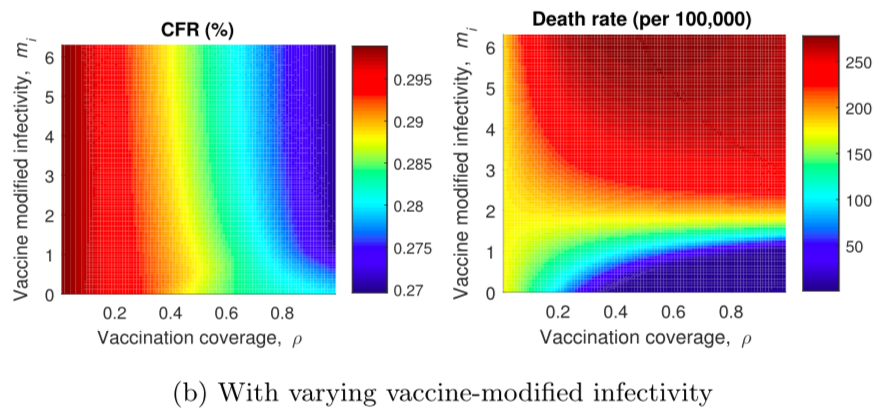 CFR (%)
Vaccine modified infectivity, m_i
6
5
4
3
2
1
0
0.2 0.4 0.6 0.8
Vaccination coverage, ρ
0.295
0.29
0.285
0.28
0.275
0.27
Death rate (per 100,000)
Vaccine modified infectivity, m_i
6
5
4
3
2
1
0
0.2 0.4 0.6 0.8
Vaccination coverage, ρ
250
200
150
100
50
(b) With varying vaccine-modified infectivity